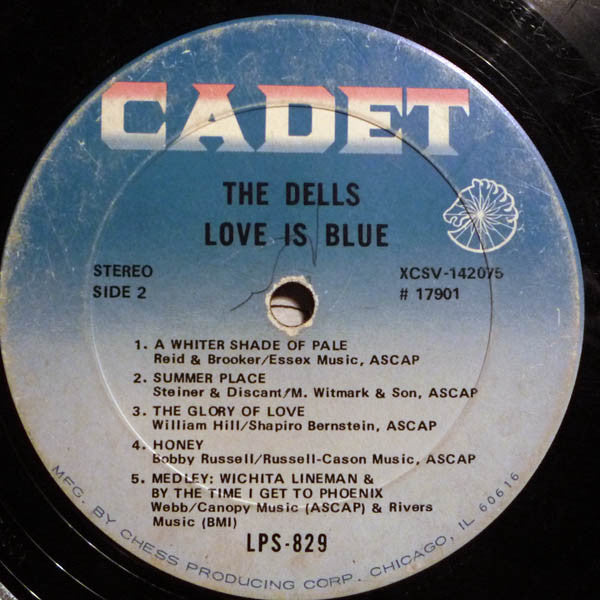 CADET
THE DELLS
LOVE IS BLUE
STEREO
SIDE 2
XCSV-142075
# 17901
1. A WHITER SHADE OF PALE
Reid & Brooker/Essex Music, ASCAP
2. SUMMER PLACE
Steiner & Discant/M. Witmark & Son, ASCAP
3. THE GLORY OF LOVE
William Hill/Shapiro Bernstein, ASCAP
4. HONEY
Bobby Russell/Russell-Cason Music, ASCAP
5. MEDLEY: WICHITA LINEMAN &
BY THE TIME I GET TO PHOENIX
Webb/Canopy Music (ASCAP) & Rivers
Music (BMI)
LPS-829
MFG. BY CHESS PRODUCING CORP. CHICAGO, IL 60616